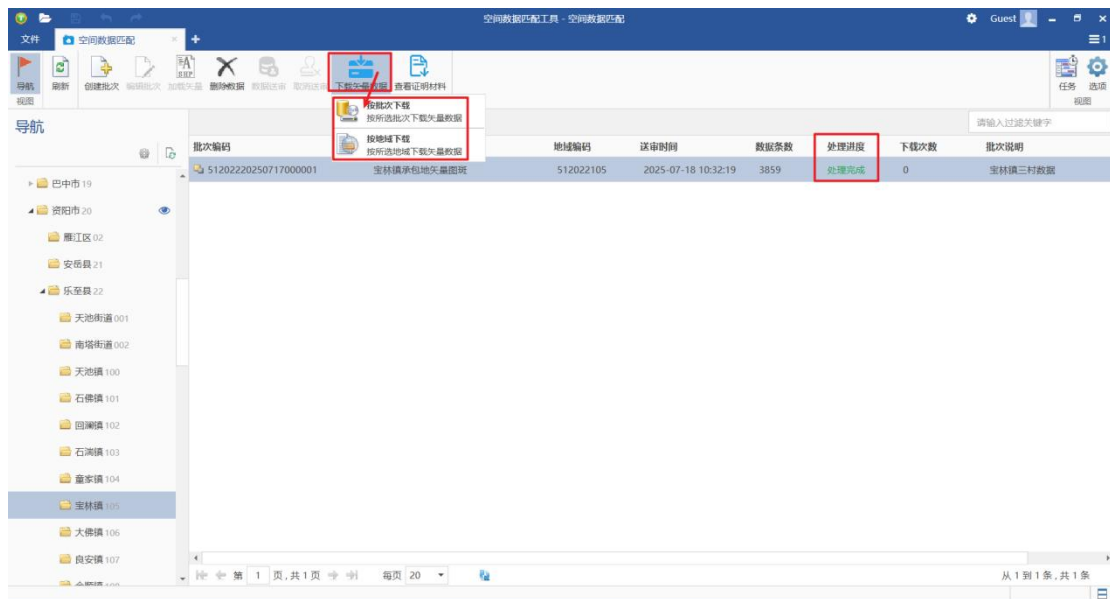 空间数据匹配工具 - 空间数据匹配
Guest
文件
空间数据匹配
1
导航
刷新
创建批次
编辑批次
加载矢量
删除数据
数据送审
取消送审
下载矢量数据
查看证明材料
任务
选项
视图
视图
按批次下载
按所选批次下载矢量数据
按地域下载
按所选地域下载矢量数据
导航
请输入过滤关键字
批次编码 地域编码 送审时间 数据条数 处理进度 下载次数 批次说明
512022202507170000001 宝林镇承包地矢量图斑 512022105 2025-07-18 10:32:19 3859 处理完成 0 宝林镇三村数据
巴中市 19
资阳市 20
雁江区 02
安岳县 21
乐至县 22
天池街道 001
南塔街道 002
天池镇 100
石佛镇 101
回澜镇 102
石湍镇 103
童家镇 104
宝林镇 105
大佛镇 106
良安镇 107
第 1 页,共 1 页 每页 20
从 1 到 1 条,共 1 条